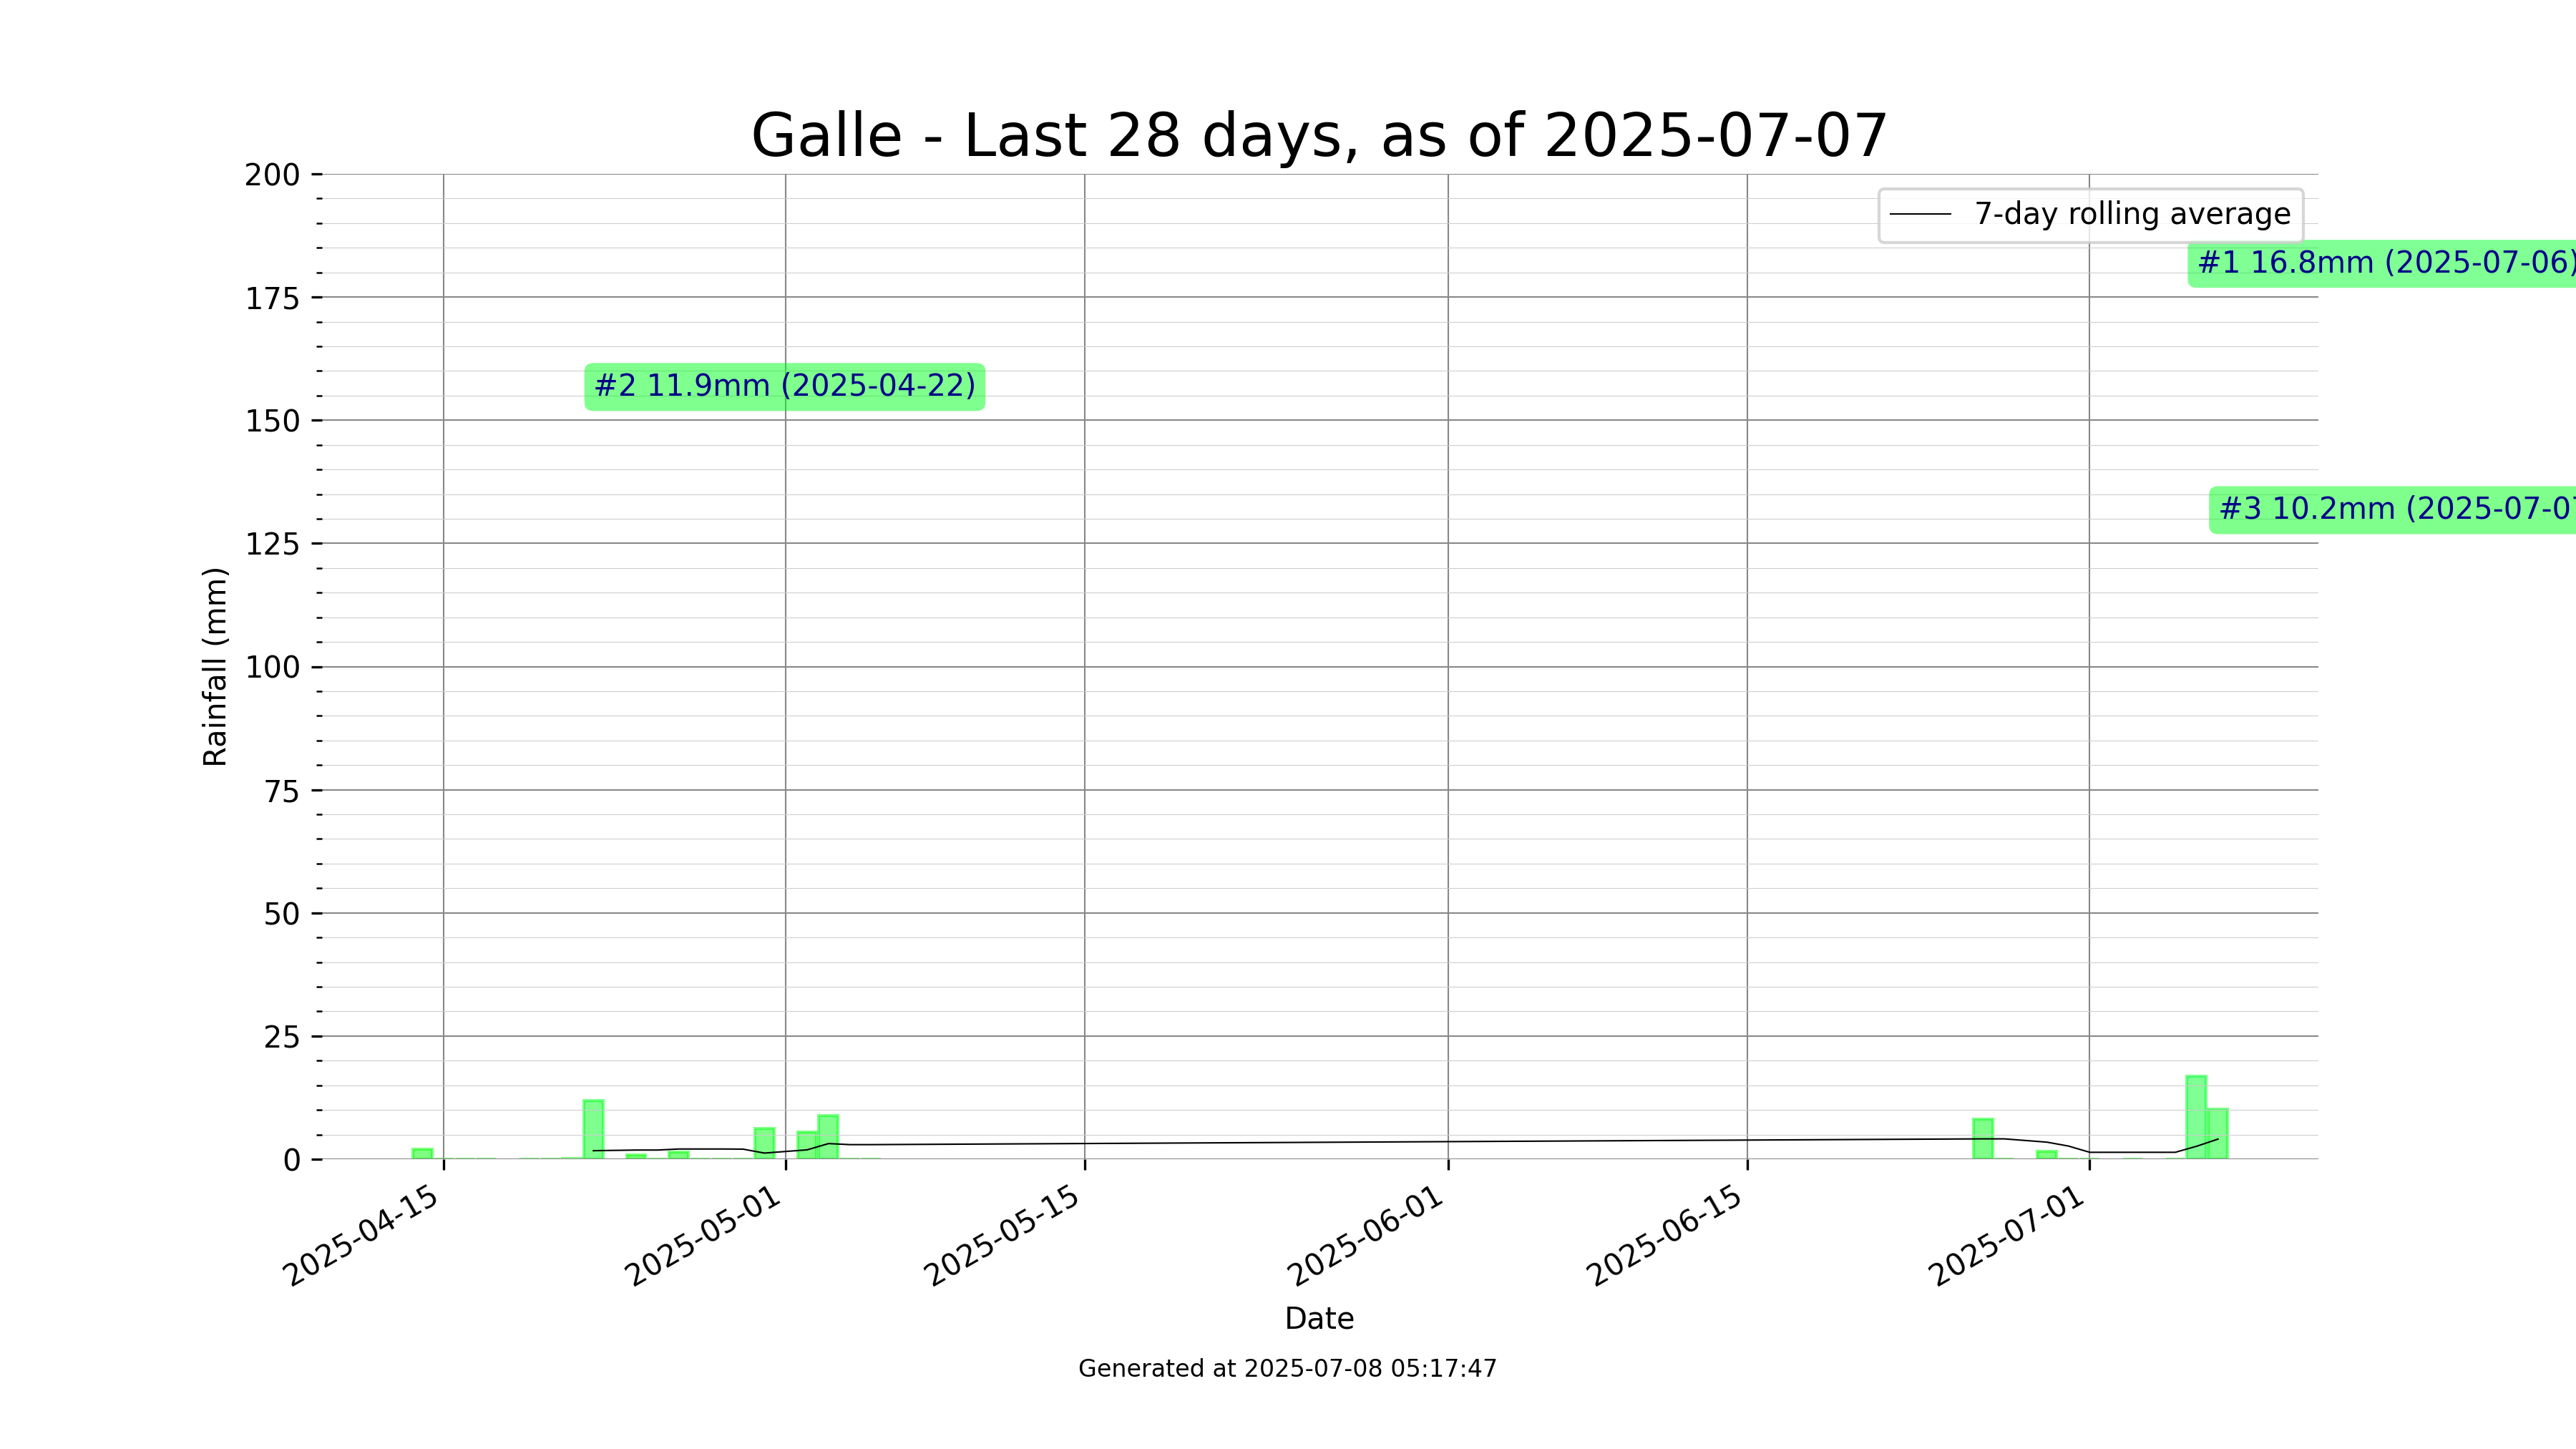 Galle - Last 28 days, as of 2025-07-07
200
175
150
125
100
75
50
25
0
Rainfall (mm)
7-day rolling average
#1 16.8mm (2025-07-06)
#2 11.9mm (2025-04-22)
#3 10.2mm (2025-07-07
2025-04-15
2025-05-01
2025-05-15
2025-06-01
2025-06-15
2025-07-01
Date
Generated at 2025-07-08 05:17:47